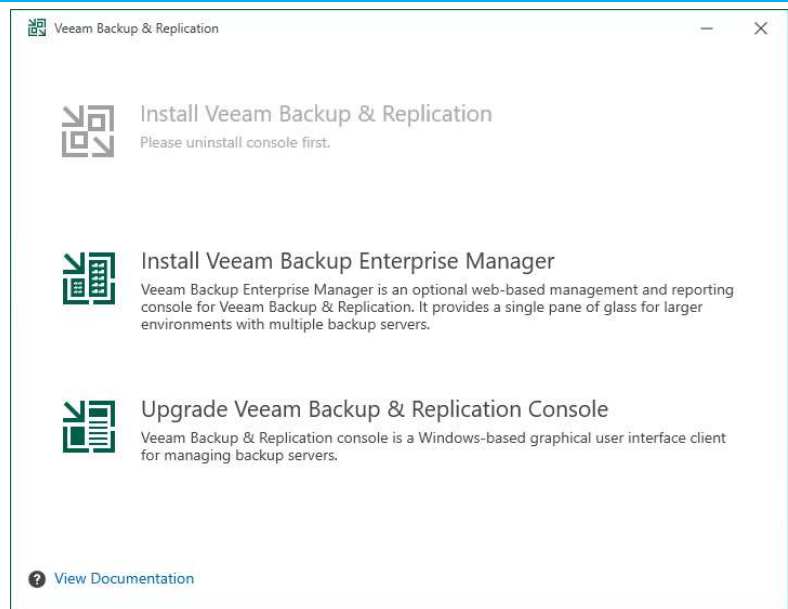 Veeam Backup & Replication
Install Veeam Backup & Replication
Please uninstall console first.
Install Veeam Backup Enterprise Manager
Veeam Backup Enterprise Manager is an optional web-based management and reporting
console for Veeam Backup & Replication. It provides a single pane of glass for larger
environments with multiple backup servers.
Upgrade Veeam Backup & Replication Console
Veeam Backup & Replication console is a Windows-based graphical user interface client
for managing backup servers.
? View Documentation